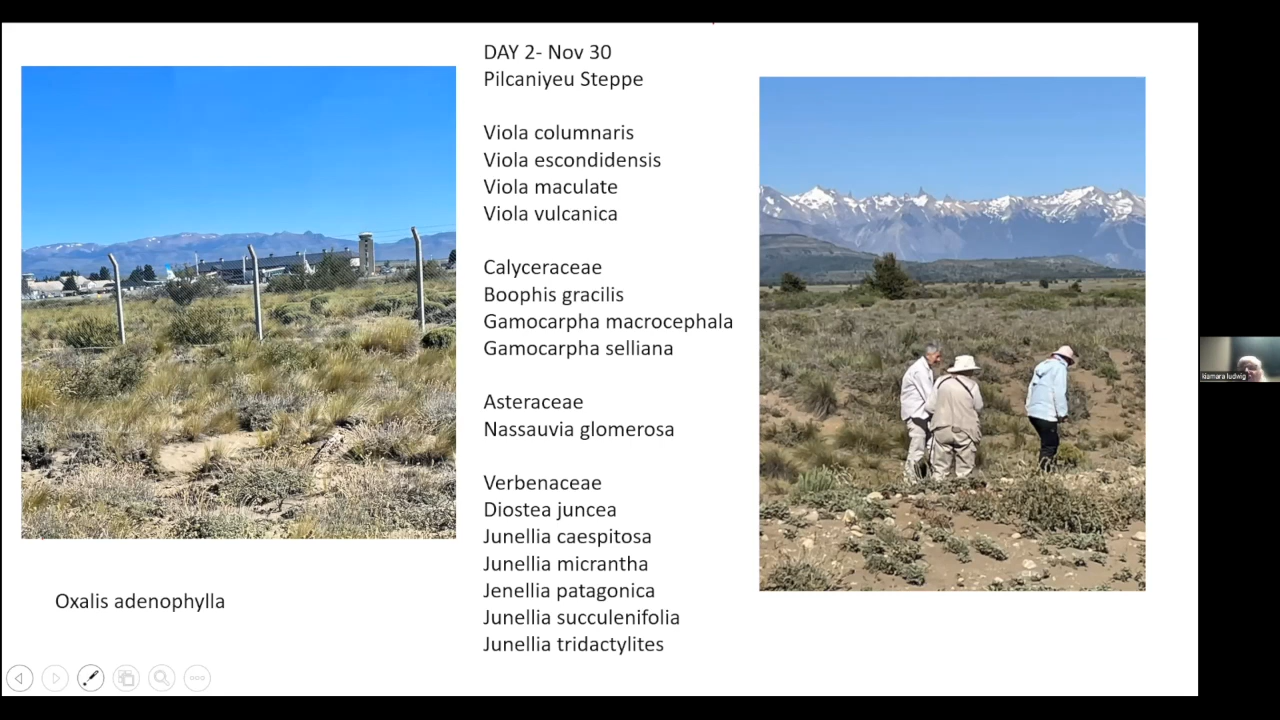 DAY 2- Nov 30
Pilcaniyeu Steppe
Viola columnaris
Viola escondidensis
Viola maculate
Viola vulcanica
Calyceraceae
Boophis gracilis
Gamocarpha macrocephala
Gamocarpha selliana
Asteraceae
Nassauvia glomerosa
Verbenaceae
Diostea juncea
Junellia caespitosa
Junellia micrantha
Jenellia patagonica
Junellia succulenifolia
Junellia tridactylites
Oxalis adenophylla
kiamara ludwig